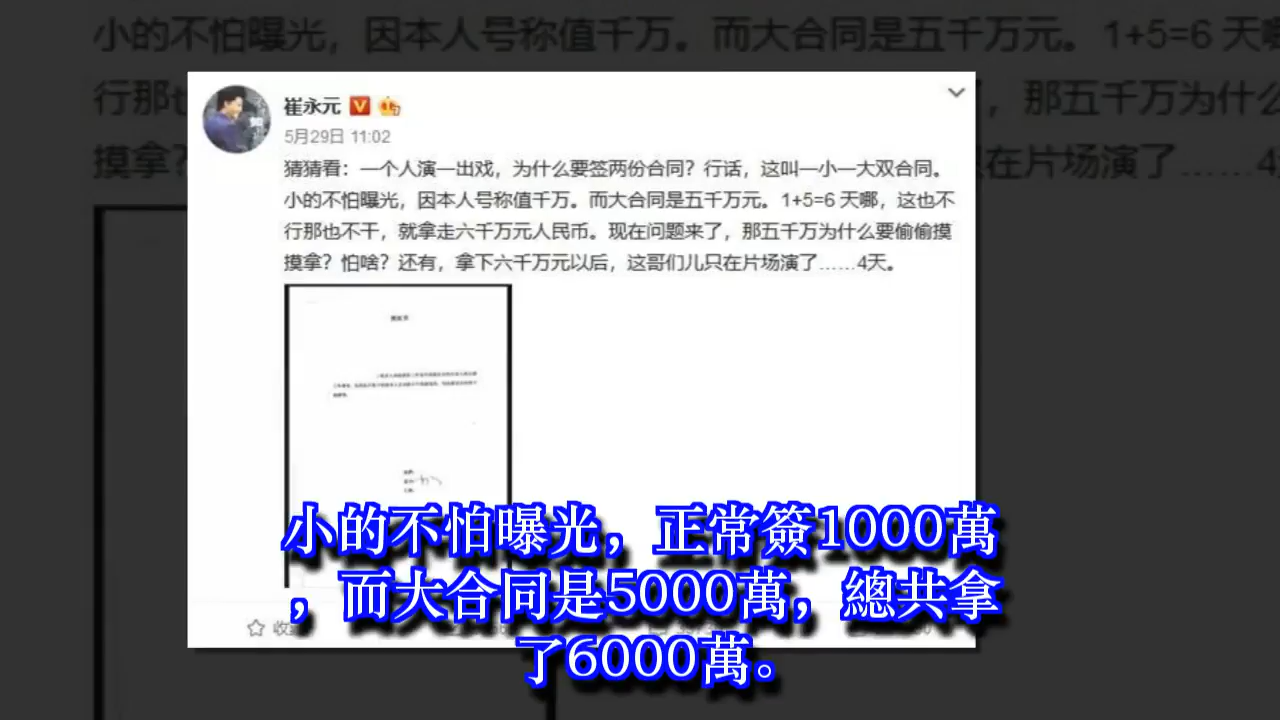 小的不怕曝光，因本人号称值千万。而大合同是五千万元。1+5=6 天哪
行那也
，那五千万为什么
摸拿?
只在片场演了……4
崔永元
5月29日 11:02
猜猜看：一个人演一出戏，为什么要签两份合同？行话，这叫一小一大双合同。
小的不怕曝光，因本人号称值千万。而大合同是五千万元。1+5=6 天哪，这也不
行那也不干，就拿走六千万元人民币。现在问题来了，那五千万为什么要偷偷摸
摸拿？怕啥？还有，拿下六千万元以后，这哥们儿只在片场演了……4天。
小的不怕曝光，正常簽1000萬
，而大合同是5000萬，總共拿
了6000萬。
收